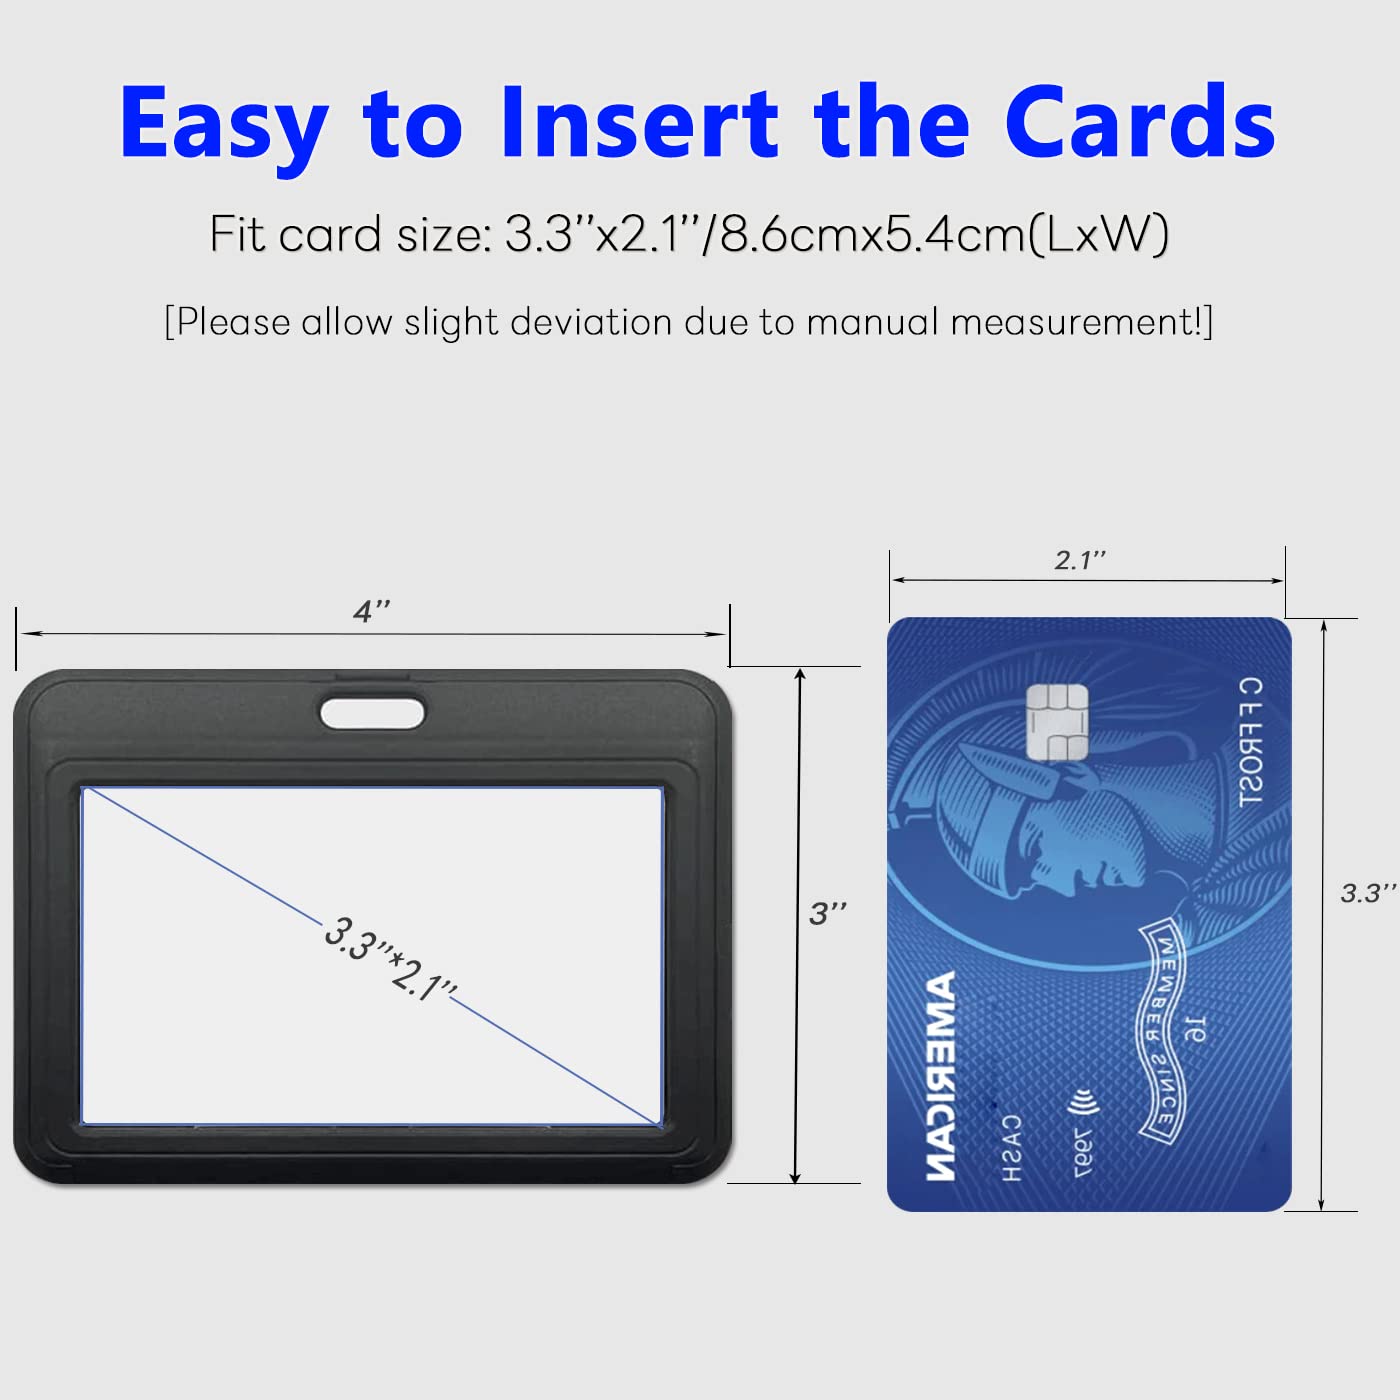 Easy to Insert the Cards
Fit card size: 3.3’’x2.1’’/8.6cmx5.4cm(LxW)
[Please allow slight deviation due to manual measurement!]
4’’
3’’
3.3’’*2.1’’
2.1’’
3.3’’
C F FROST
MEMBER SINCE
16
AMERICAN
CASH
7997